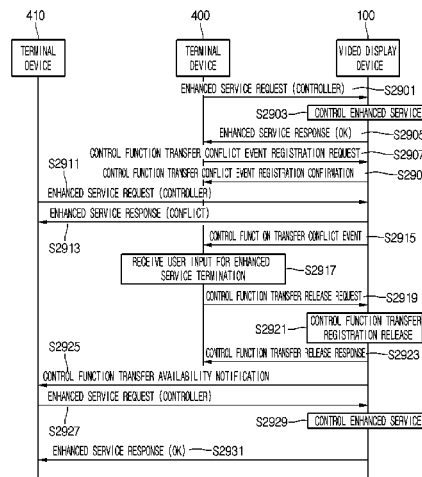 410
400
100
TERMINAL
DEVICE
TERMINAL
DEVICE
VIDEO DISPLAY
DEVICE
ENHANCED SERVICE REQUEST (CONTROLLER)
S2901
S2903
CONTROL ENHANCED SERVICE
ENHANCED SERVICE RESPONSE (OK)
S2905
CONTROL FUNCTION TRANSFER CONFLICT EVENT REGISTRATION REQUEST
S2907
S2911
CONTROL FUNCTION TRANSFER CONFLICT EVENT REGISTRATION CONFIRMATION
S290
ENHANCED SERVICE REQUEST (CONTROLLER)
ENHANCED SERVICE RESPONSE (CONFLICT)
S2913
CONTROL FUNCTION TRANSFER CONFLICT EVENT
S2915
RECEIVE USER INPUT FOR ENHANCED
SERVICE TERMINATION
S2917
CONTROL FUNCTION TRANSFER RELEASE REQUEST
S2919
S2921
CONTROL FUNCTION TRANSFER
REGISTRATION RELEASE
S2925
CONTROL FUNCTION TRANSFER RELEASE RESPONSE
S2923
CONTROL FUNCTION TRANSFER AVAILABILITY NOTIFICATION
ENHANCED SERVICE REQUEST (CONTROLLER)
S2927
S2929
CONTROL ENHANCED SERVICE
ENHANCED SERVICE RESPONSE (OK)
S2931